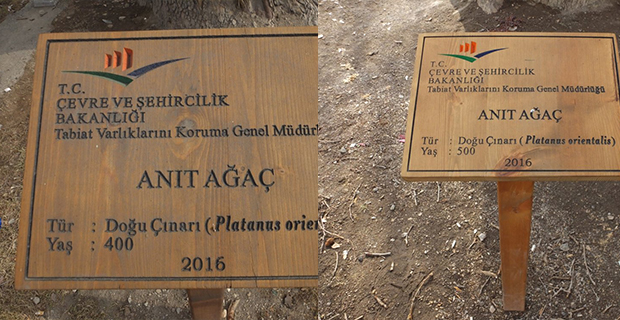 T.C.
ÇEVRE VE ŞEHİRCİLİK
BAKANLIĞI
Tabiat Varlıklarını Koruma Genel Müdürlü
ANIT AĞAÇ
Tür : Doğu Çınarı (Platanus orien
Yaş : 400
2016
T.C.
ÇEVRE VE ŞEHİRCİLİK
BAKANLIĞI
Tabiat Varlıklarını Koruma Genel Müdürlüğü
ANIT AĞAÇ
Tür : Doğu Çınarı (Platanus orientalis)
Yaş : 500
2016